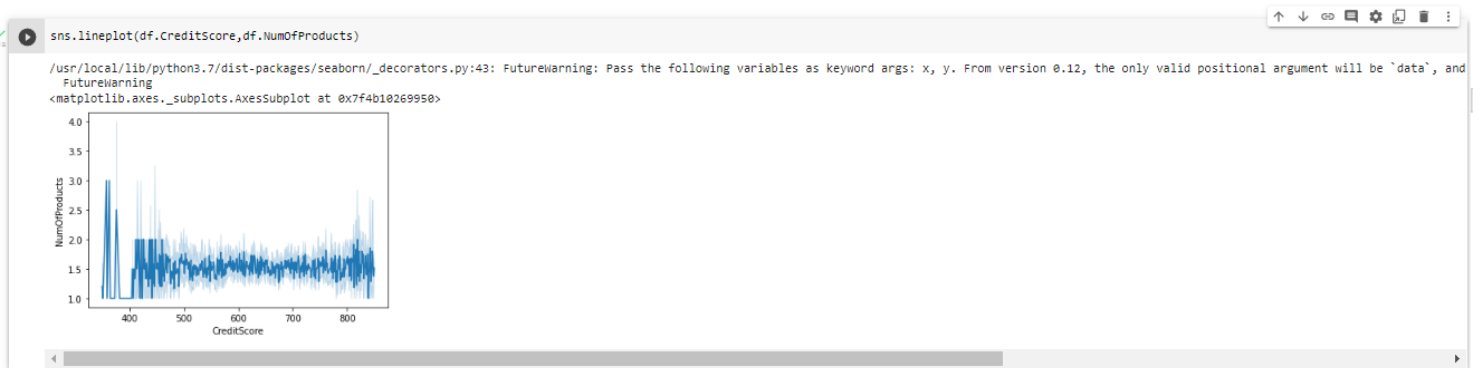 sns.lineplot(df.CreditScore,df.NumOfProducts)
/usr/local/lib/python3.7/dist-packages/seaborn/_decorators.py:43: FutureWarning: Pass the following variables as keyword args: x, y. From version 0.12, the only valid positional argument will be `data`, and
FutureWarning
<matplotlib.axes._subplots.AxesSubplot at 0x7f4b10269950>
4.0
3.5
3.0
2.5
2.0
1.5
1.0
NumOfProducts
400 500 600 700 800
CreditScore